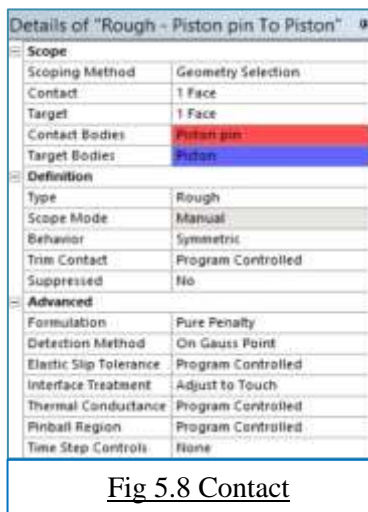 Details of "Rough - Piston pin To Piston"
Scope
Scoping Method Geometry Selection
Contact 1 Face
Target 1 Face
Contact Bodies Piston pin
Target Bodies Piston
Definition
Type Rough
Scope Mode Manual
Behavior Symmetric
Trim Contact Program Controlled
Suppressed No
Advanced
Formulation Pure Penalty
Detection Method On Gauss Point
Elastic Slip Tolerance Program Controlled
Interface Treatment Adjust to Touch
Thermal Conductance Program Controlled
Pinball Region Program Controlled
Time Step Controls None
Fig 5.8 Contact